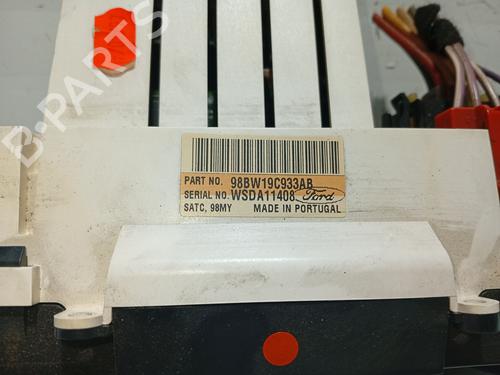 B-PARTS
PART NO. 98BW19C933AB
SERIAL NO. WSDA11408 Ford
SATC, 98MY MADE IN PORTUGAL